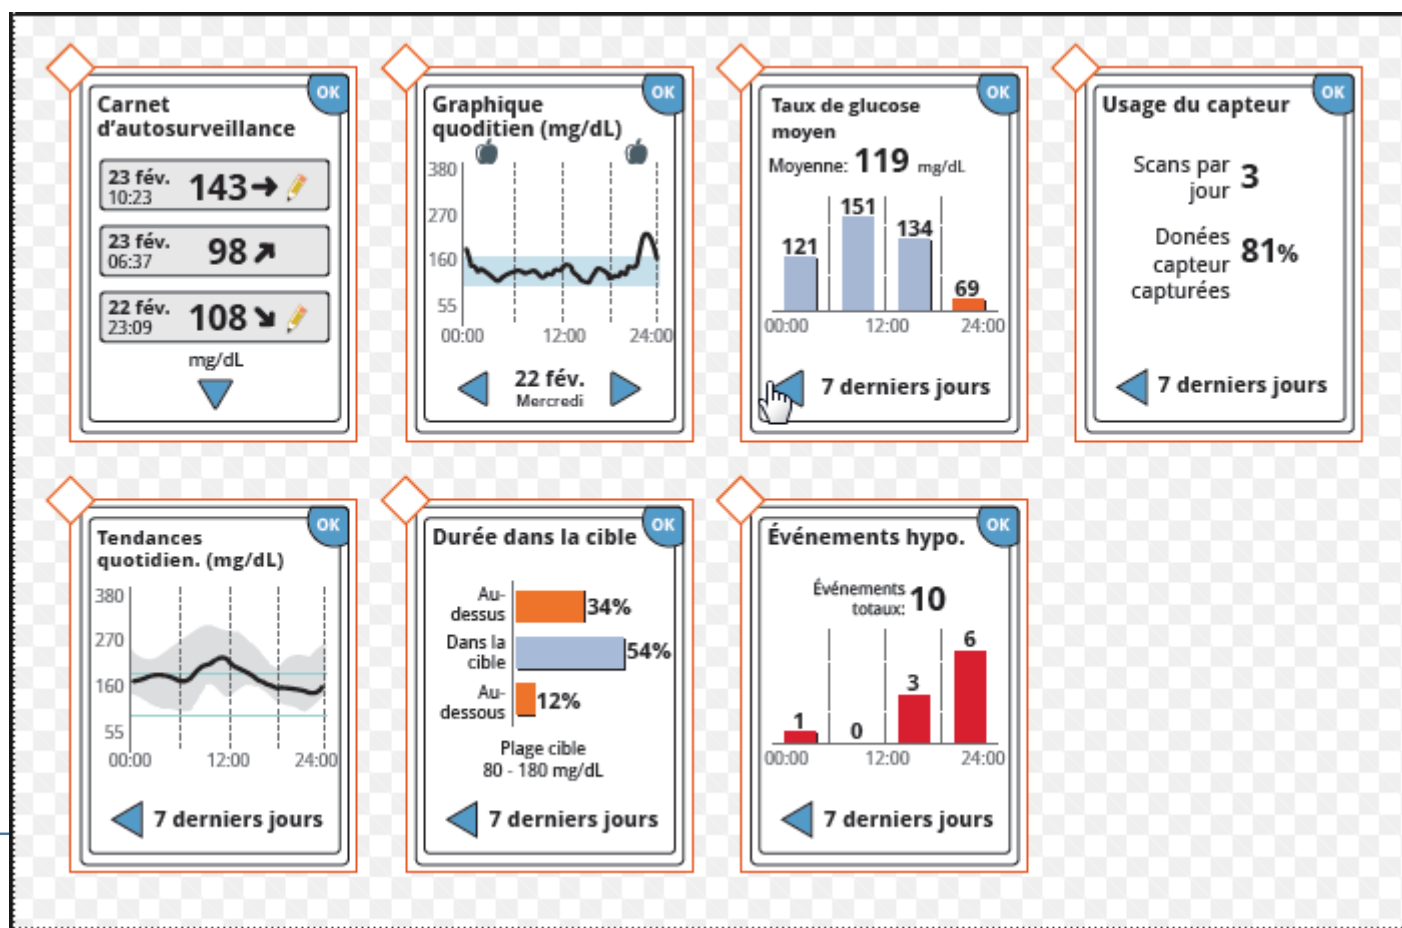 OK
Carnet
d'autosurveillance
23 fév.
10:23
143
23 fév.
06:37
98
22 fév.
23:09
108
mg/dL
OK
Graphique
quoditien (mg/dL)
380
270
160
55
00:00 12:00 24:00
22 fév.
Mercredi
OK
Taux de glucose
moyen
Moyenne: 119 mg/dL
121
151
134
69
00:00 12:00 24:00
7 derniers jours
OK
Usage du capteur
Scans par
jour
3
Donées
capteur
capturées
81%
7 derniers jours
OK
Tendances
quotidien. (mg/dL)
380
270
160
55
00:00 12:00 24:00
7 derniers jours
OK
Durée dans la cible
Au-
dessus
34%
Dans la
cible
54%
Au-
dessous
12%
Plage cible
80 - 180 mg/dL
7 derniers jours
OK
Événements hypo.
Événements
totaux:
10
1
0
3
6
00:00 12:00 24:00
7 derniers jours